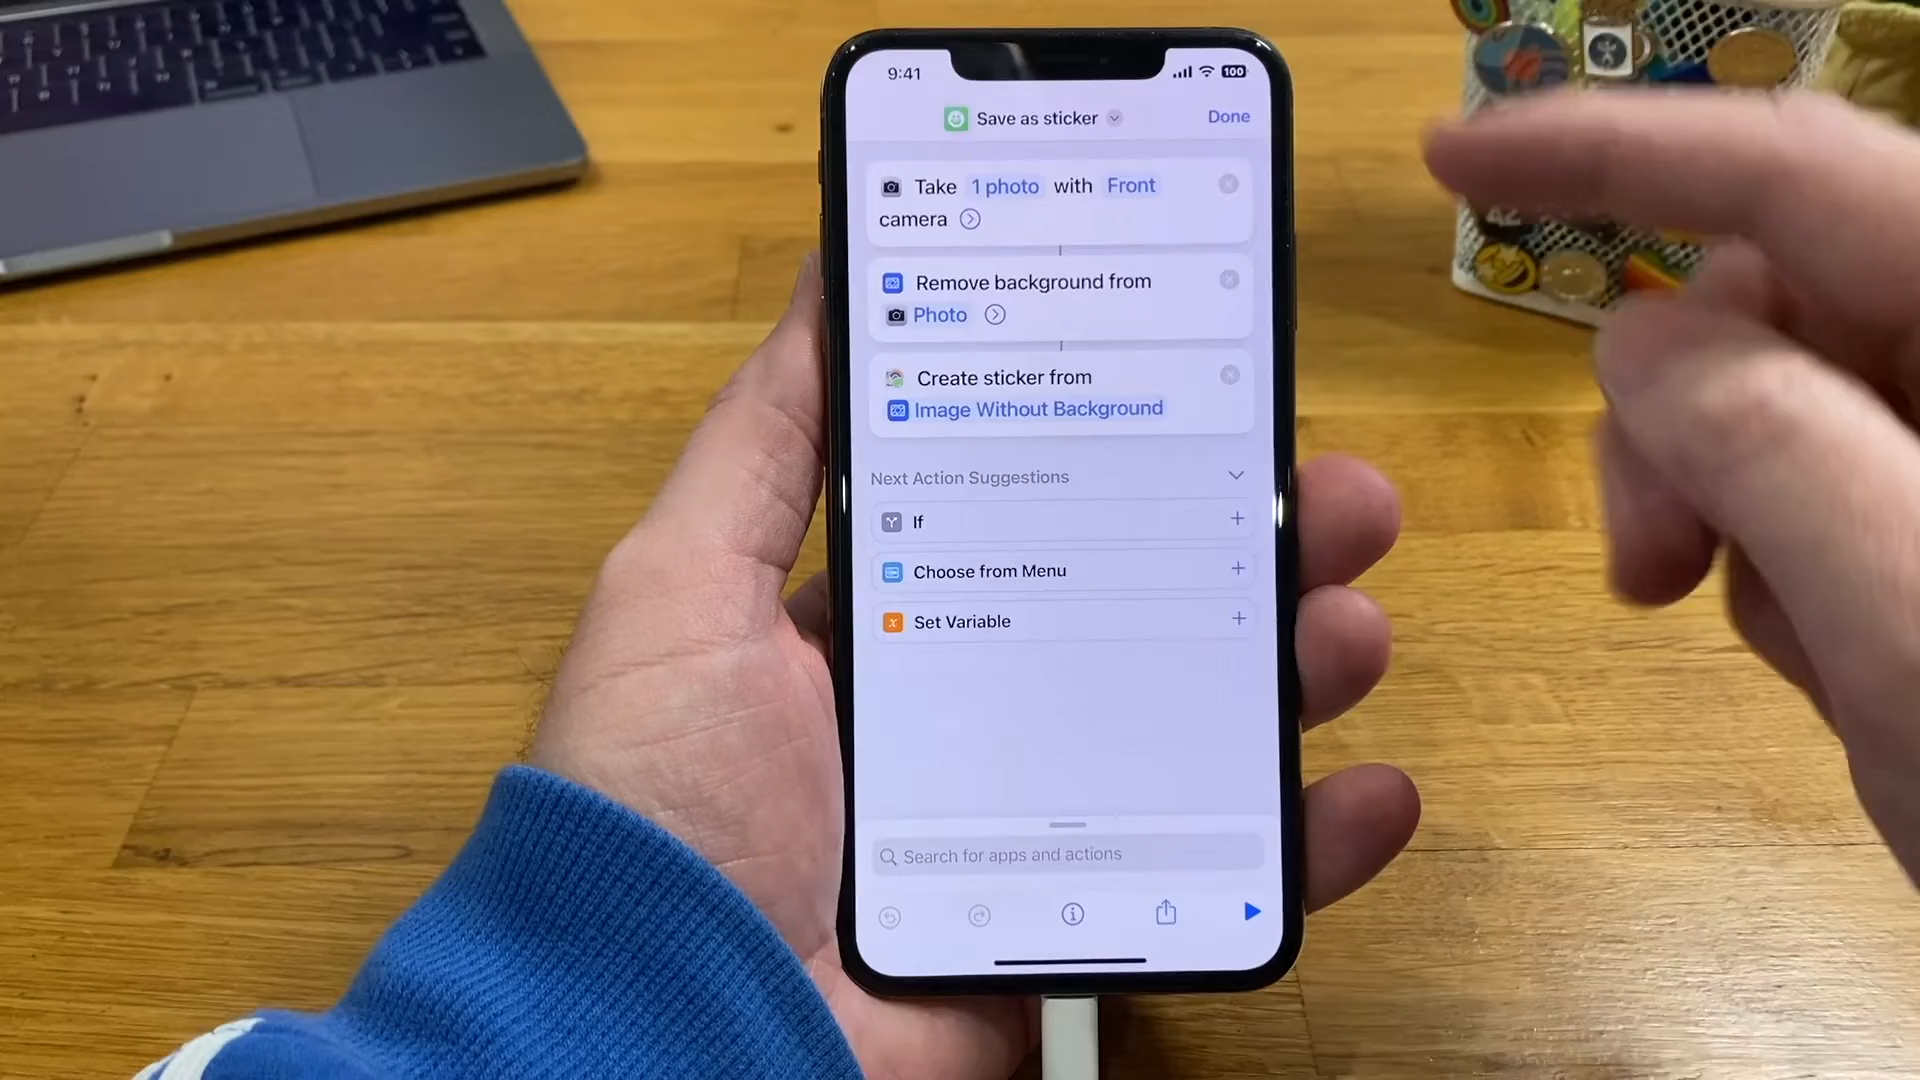 9:41
100
Save as sticker
Done
Take 1 photo with Front
camera
Remove background from
Photo
Create sticker from
Image Without Background
Next Action Suggestions
If
Choose from Menu
x Set Variable
Search for apps and actions
42